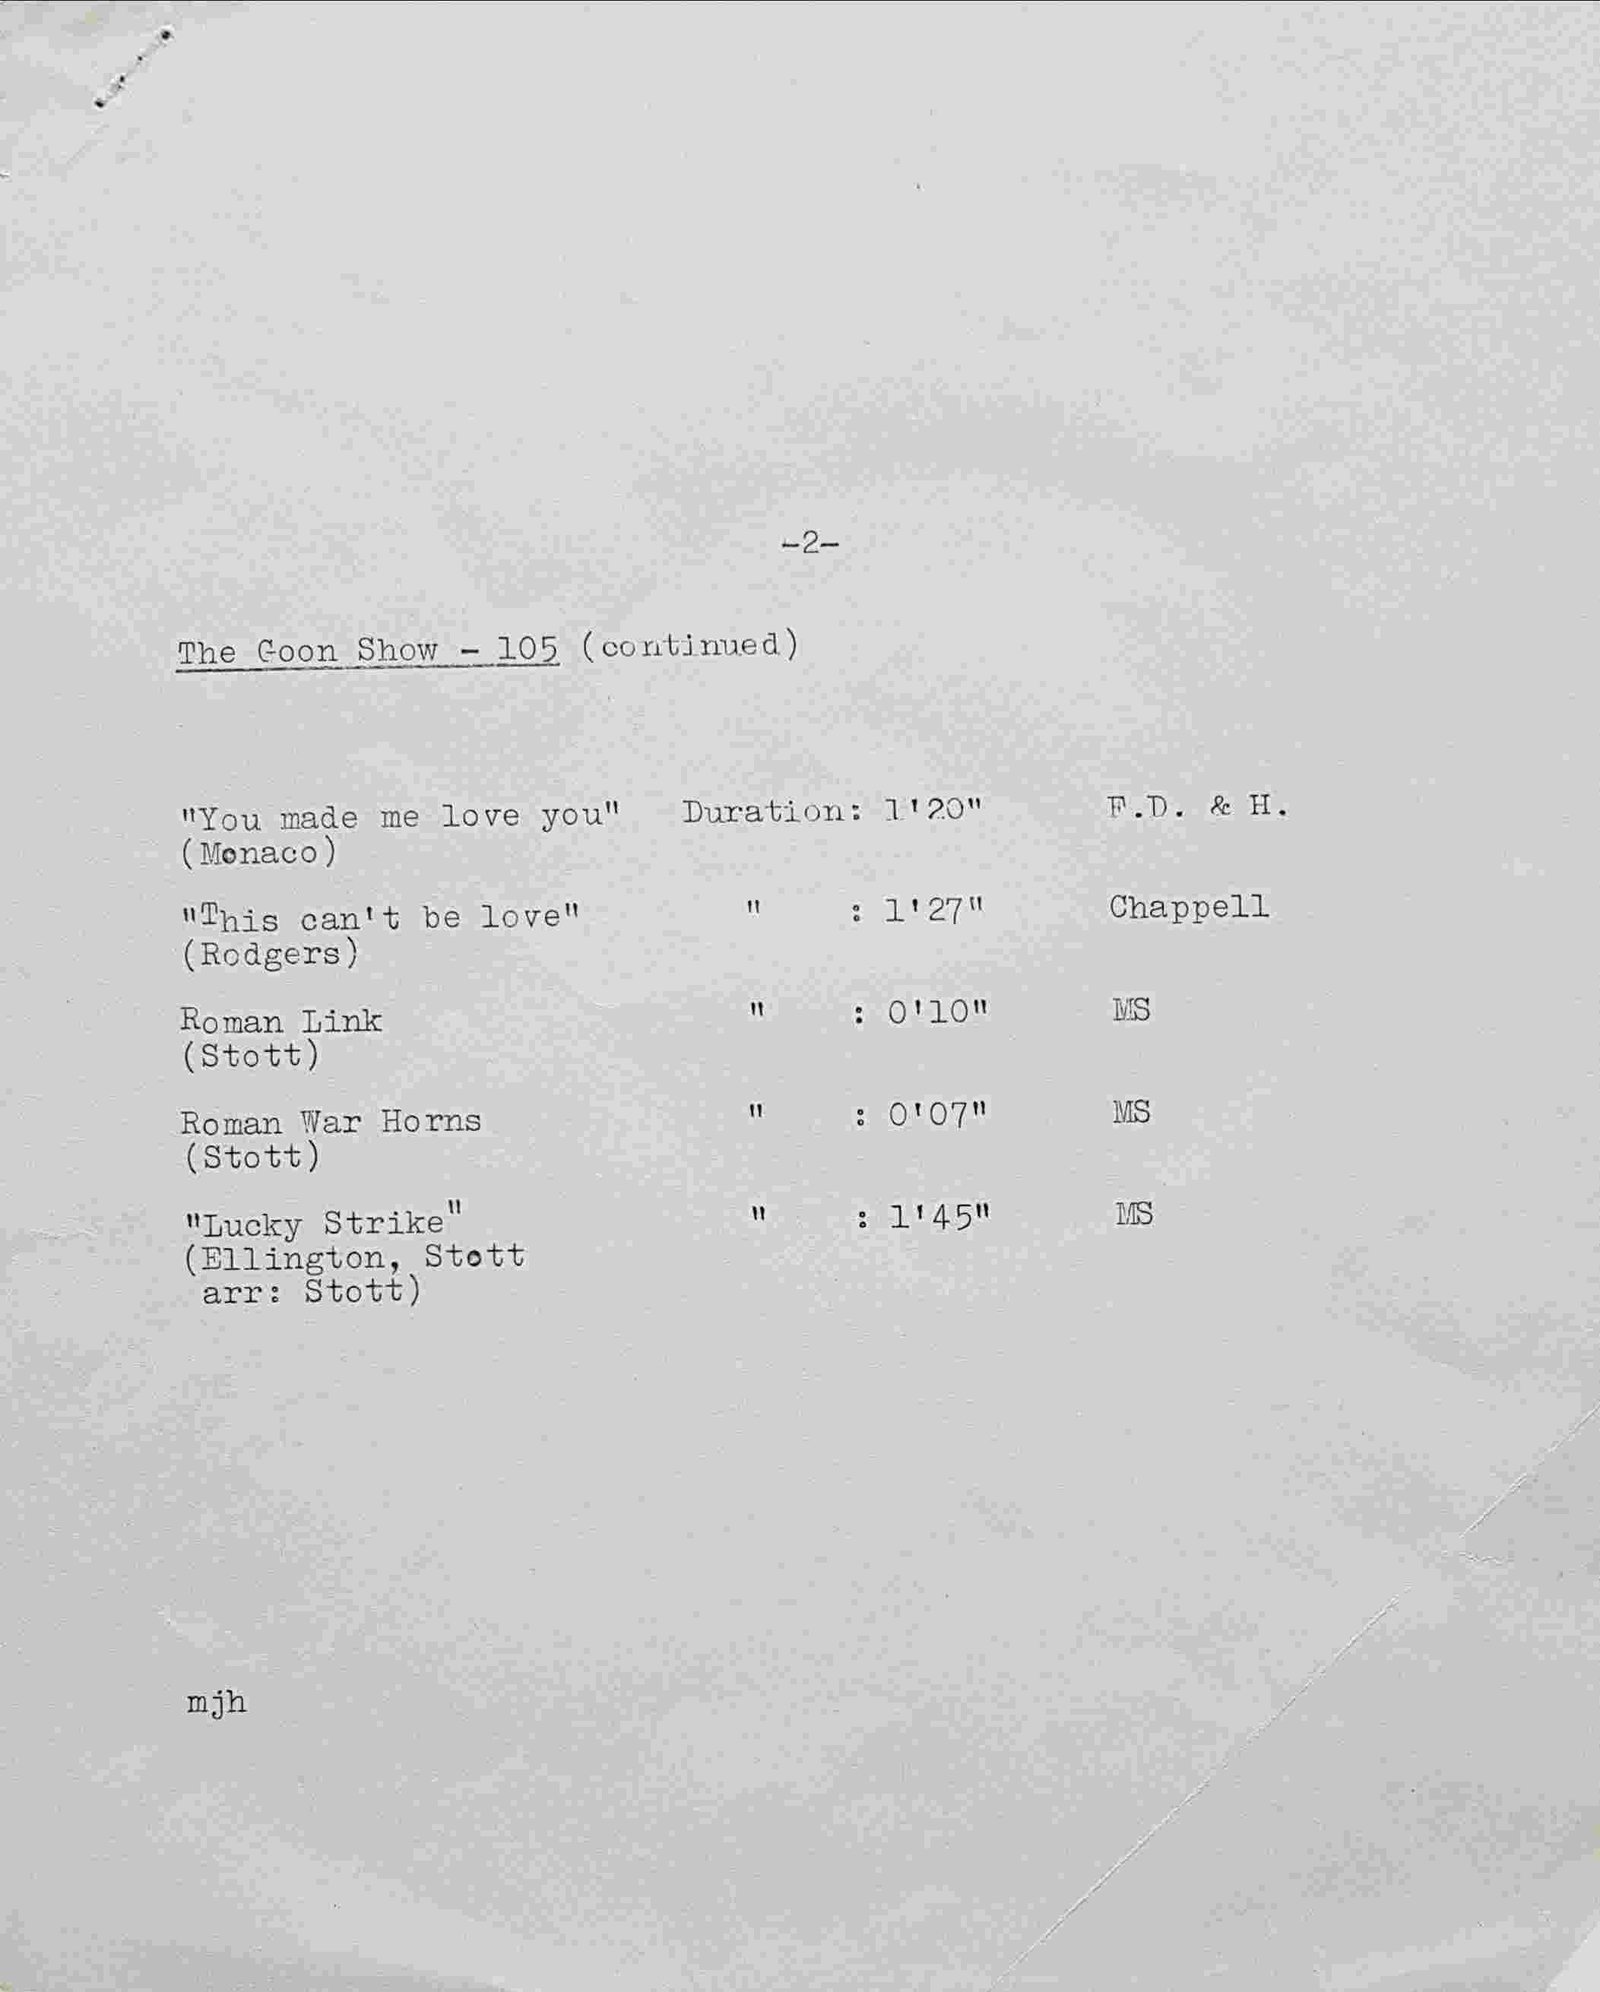 -2-
The Goon Show - 105 (continued)
"You made me love you" Duration: 1'20" F.D. & H.
(Monaco)
"This can't be love" " : 1'27" Chappell
(Rodgers)
Roman Link " : 0'10" MS
(Stott)
Roman War Horns " : 0'07" MS
(Stott)
"Lucky Strike" " : 1'45" MS
(Ellington, Stott
arr: Stott)
mjh